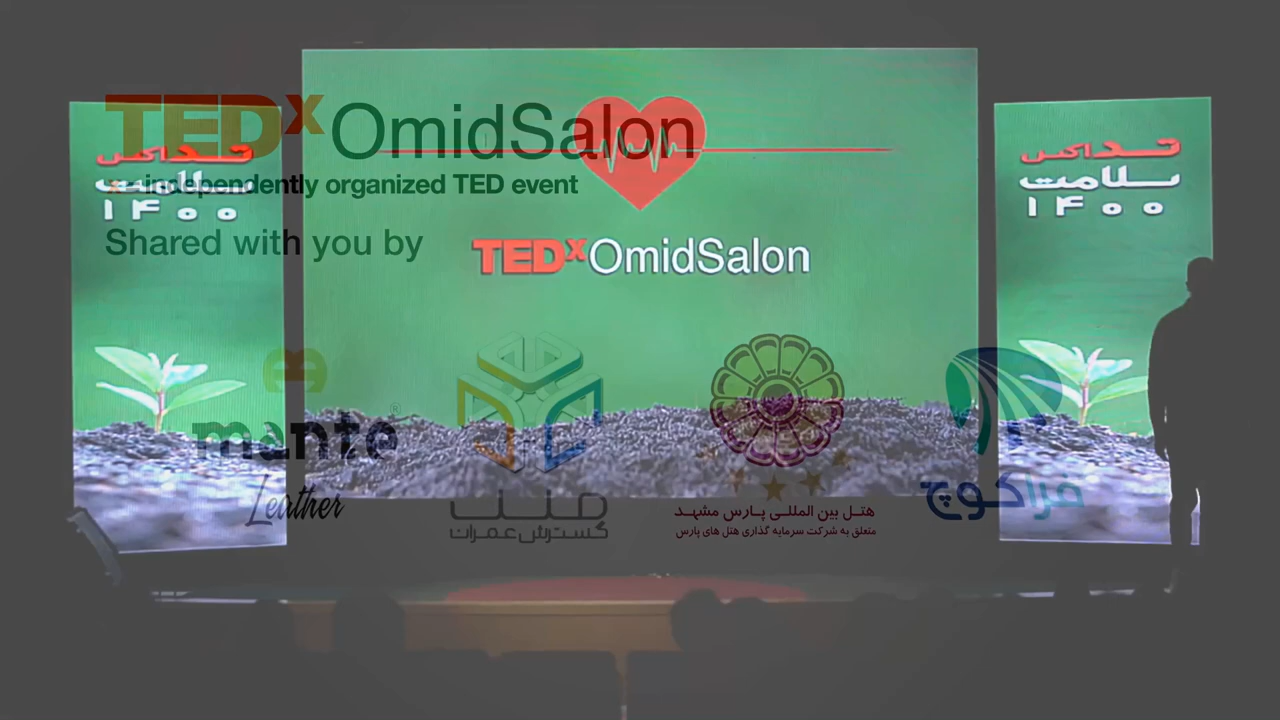 TEDxOmidSalon
x = independently organized TED event
Shared with you by
تداکس
سلامت
۱۴۰۰
TEDxOmidSalon
تداکس
سلامت
۱۴۰۰
mante®
Leather
گسترش عمران
هتل بین المللی پارس مشهد
متعلق به شرکت سرمایه گذاری هتل های پارس
فراکوچ